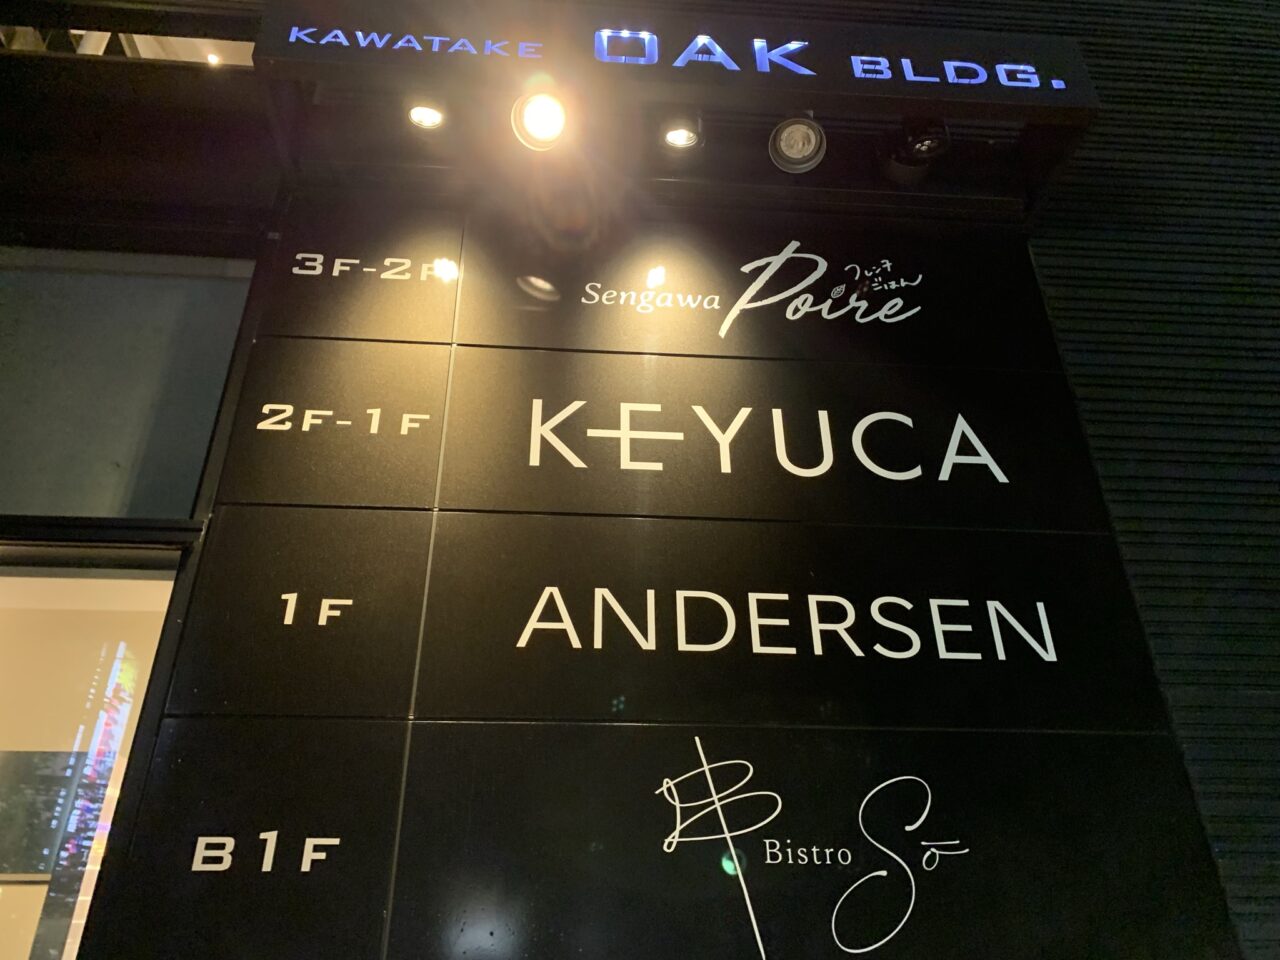 KAWATAKE OAK BLDG.
3F-2F
Sengawa Poire
フレンチ
ごはん
2F-1F
KEYUCA
1F
ANDERSEN
B1F
Bistro Sō